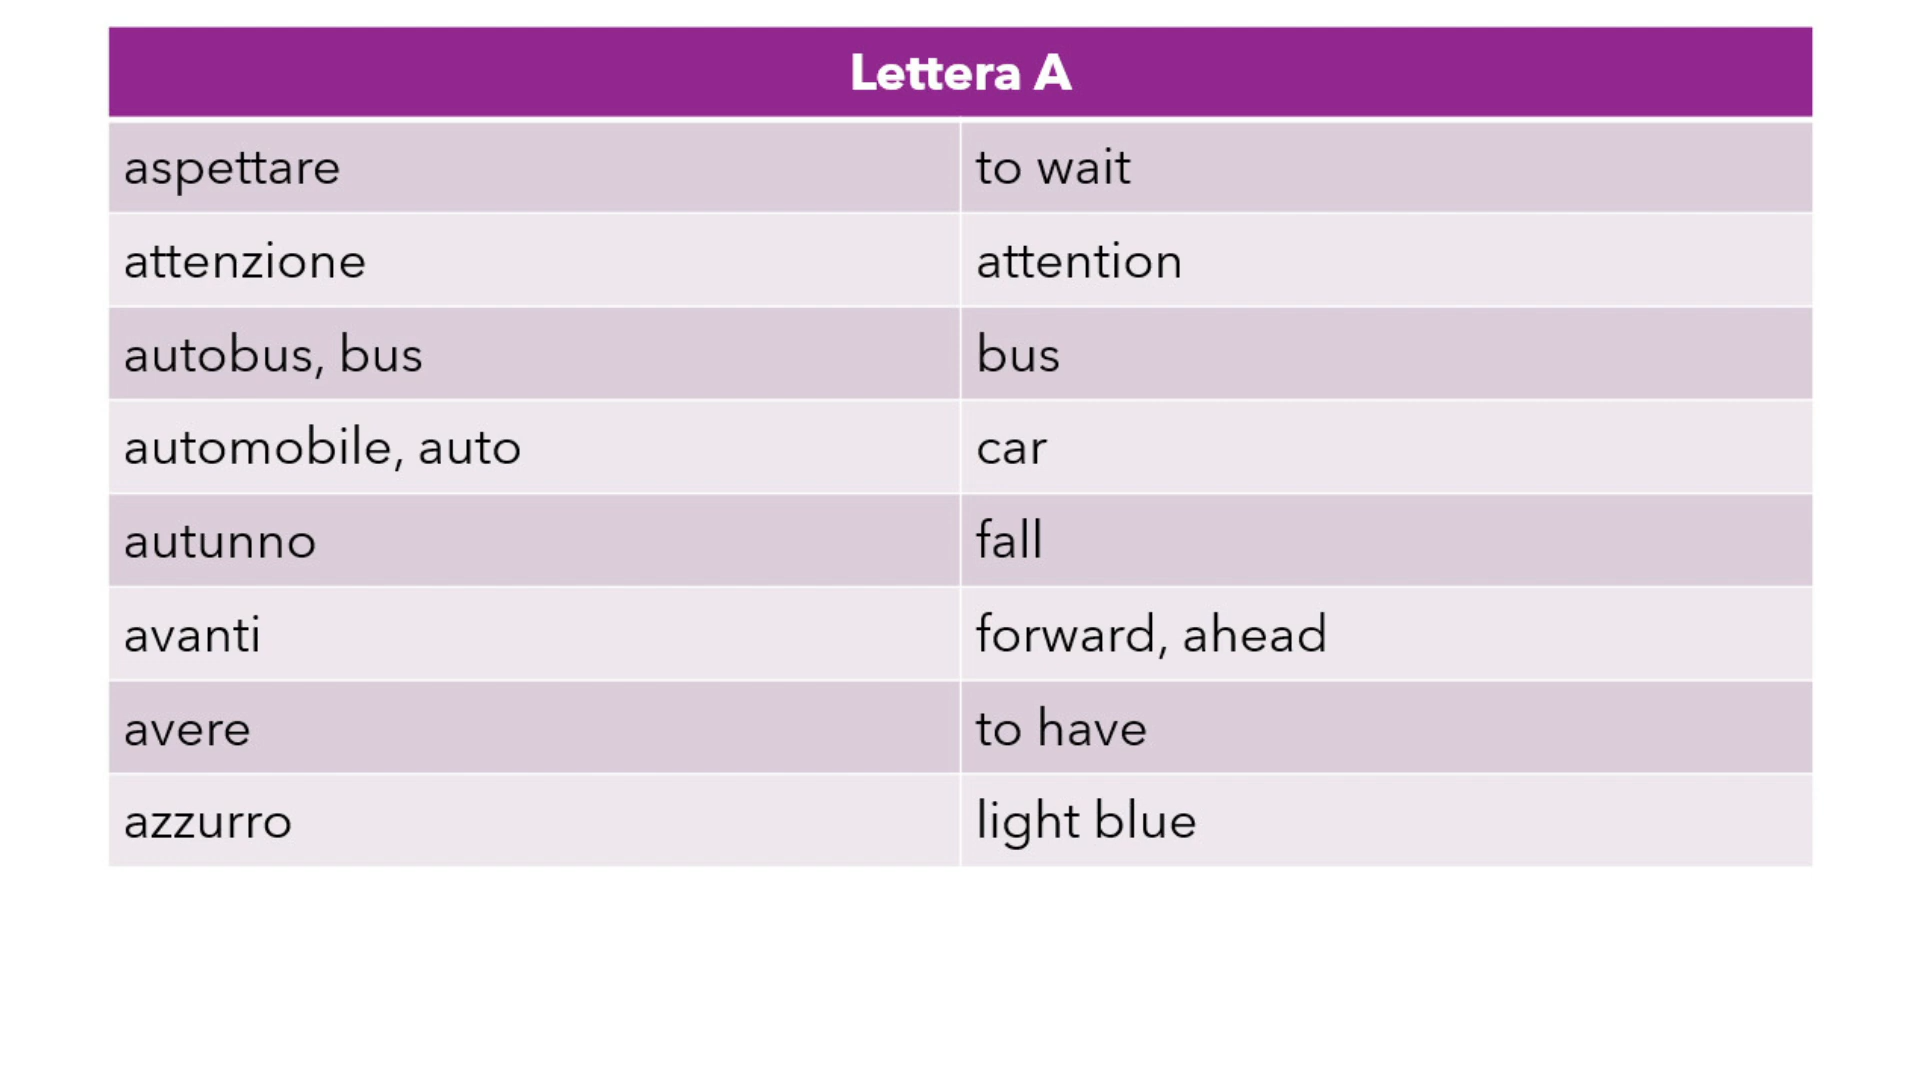 Lettera A
aspettare to wait
attenzione attention
autobus, bus bus
automobile, auto car
autunno fall
avanti forward, ahead
avere to have
azzurro light blue